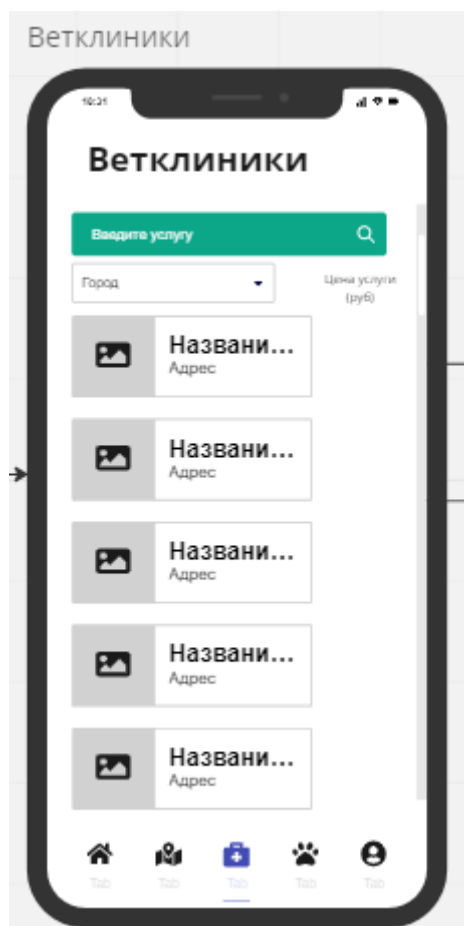 Ветклиники
10:31
Ветклиники
Введите услугу
Город
Цена услуги
(руб)
Названи...
Адрес
Названи...
Адрес
Названи...
Адрес
Названи...
Адрес
Названи...
Адрес
Tab Tab Tab Tab Tab